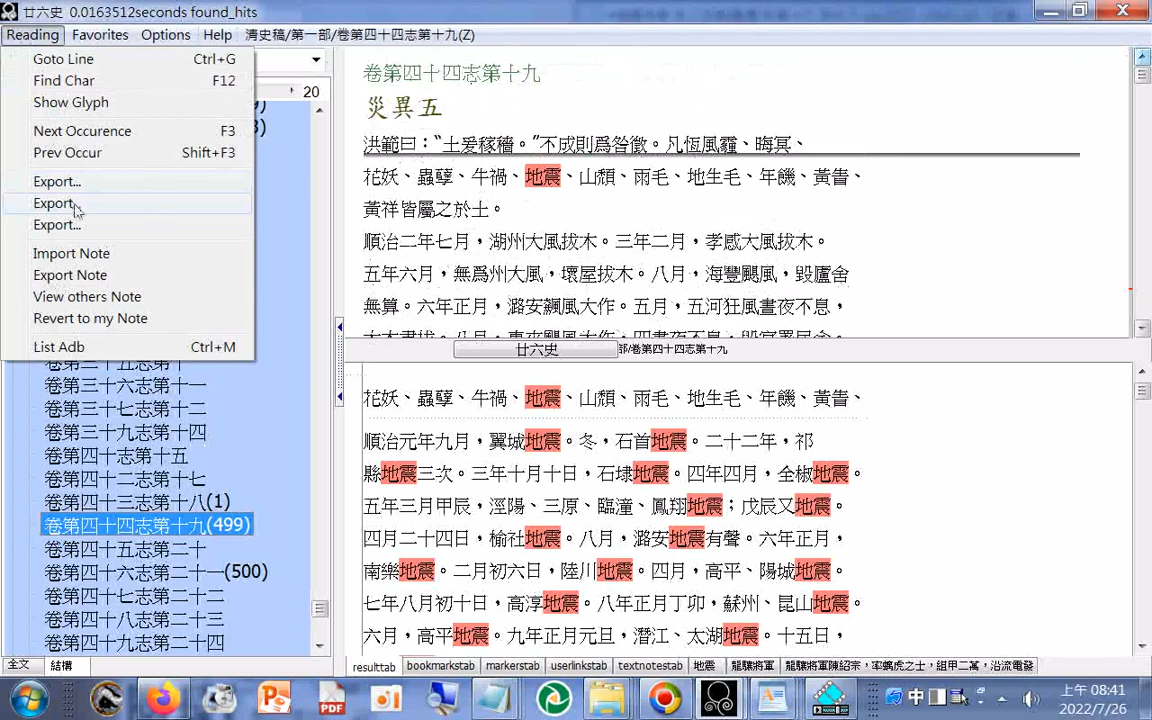 廿六史 0.0163512seconds found_hits
Reading Favorites Options Help 清史稿/第一部/卷第四十四志第十九(Z)
Goto Line Ctrl+G
Find Char F12
Show Glyph
Next Occurence F3
Prev Occur Shift+F3
Export...
Export...
Export...
Import Note
Export Note
View others Note
Revert to my Note
List Adb Ctrl+M
20
卷第三十六志第十一
卷第三十七志第十二
卷第三十九志第十四
卷第四十志第十五
卷第四十二志第十七
卷第四十三志第十八(1)
卷第四十四志第十九(499)
卷第四十五志第二十
卷第四十六志第二十一(500)
卷第四十七志第二十二
卷第四十八志第二十三
卷第四十九志第二十四
全文 結構
卷第四十四志第十九
災異五
洪範曰：“土爰稼穡。”不成則爲咎徵。凡恆風霾、晦冥、
花妖、蟲孽、牛禍、地震、山頹、雨毛、地生毛、年饑、黃眚、
黃祥皆屬之於土。
順治二年七月，湖州大風拔木。三年二月，孝感大風拔木。
五年六月，無爲州大風，壞屋拔木。八月，海豐颶風，毀廬舍
無算。六年正月，潞安飆風大作。五月，五河狂風晝夜不息，
廿六史 部/卷第四十四志第十九
花妖、蟲孽、牛禍、地震、山頹、雨毛、地生毛、年饑、黃眚、
順治元年九月，翼城地震。冬，石首地震。二十二年，祁
縣地震三次。三年十月十日，石埭地震。四年四月，全椒地震。
五年三月甲辰，涇陽、三原、臨潼、鳳翔地震；戊辰又地震。
四月二十四日，榆社地震。八月，潞安地震有聲。六年正月，
南樂地震。二月初六日，陸川地震。四月，高平、陽城地震。
七年八月初十日，高淳地震。八年正月丁卯，蘇州、崑山地震。
六月，高平地震。九年正月元旦，潛江、太湖地震。十五日，
resulttab bookmarkstab markerstab userlinkstab textnotestab 地震 龍驤將軍 龍驤將軍陳紹宗，率螭虎之士，組甲二萬，沿流電發
中
上午 08:41
2022/7/26